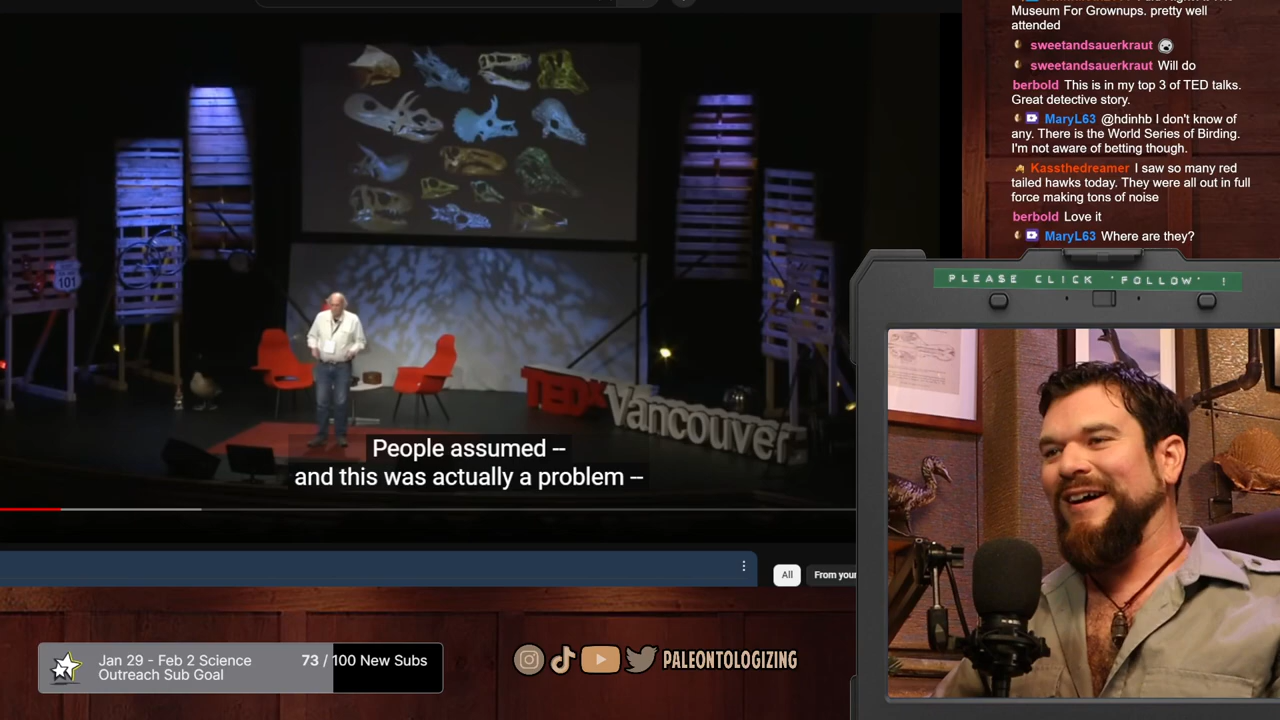 Museum For Grownups. pretty well
attended
sweetandsauerkraut
sweetandsauerkraut Will do
berbold This is in my top 3 of TED talks.
Great detective story.
MaryL63 @hdinhb I don't know of
any. There is the World Series of Birding.
I'm not aware of betting though.
Kassthedreamer I saw so many red
tailed hawks today. They were all out in full
force making tons of noise
berbold Love it
MaryL63 Where are they?
PLEASE CLICK 'FOLLOW' !
101
TEDx
Vancouver
People assumed --
and this was actually a problem --
All
From your
Jan 29 - Feb 2 Science
Outreach Sub Goal
73 / 100 New Subs
PALEONTOLOGIZING